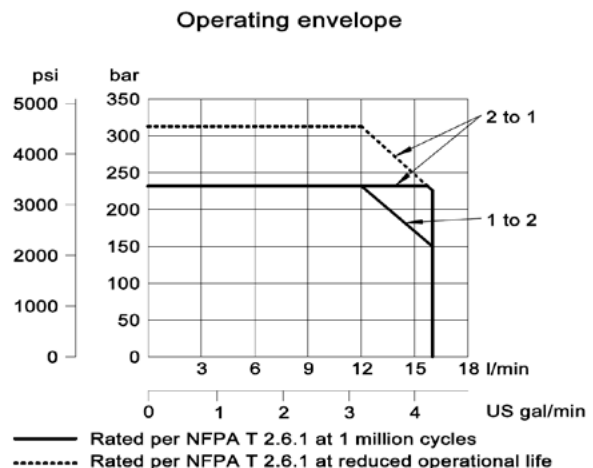 Operating envelope
psi bar
5000 350
300
4000
250
3000 200
2000 150
100
1000
50
0 0
2 to 1
1 to 2
3 6 9 12 15 18 l/min
0 1 2 3 4 US gal/min
Rated per NFPA T 2.6.1 at 1 million cycles
Rated per NFPA T 2.6.1 at reduced operational life